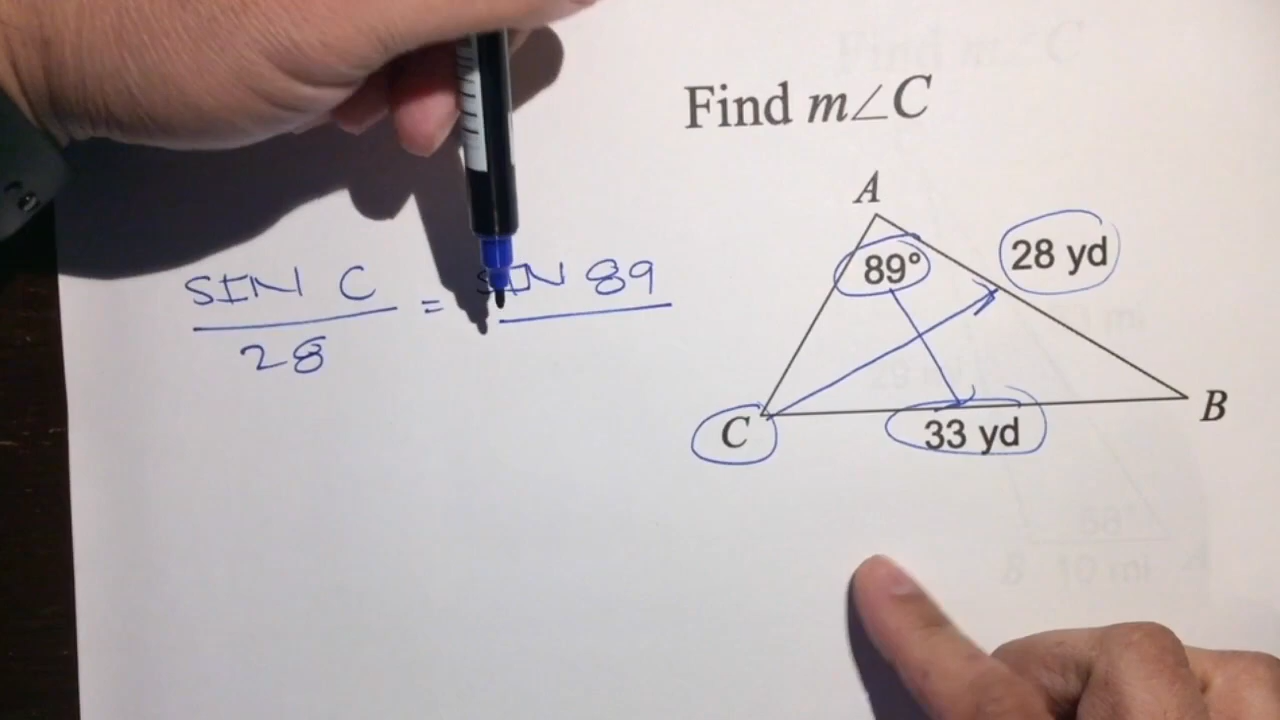 Find m∠C
A
89°
28 yd
SIN C = SIN 89
28
C
33 yd
B